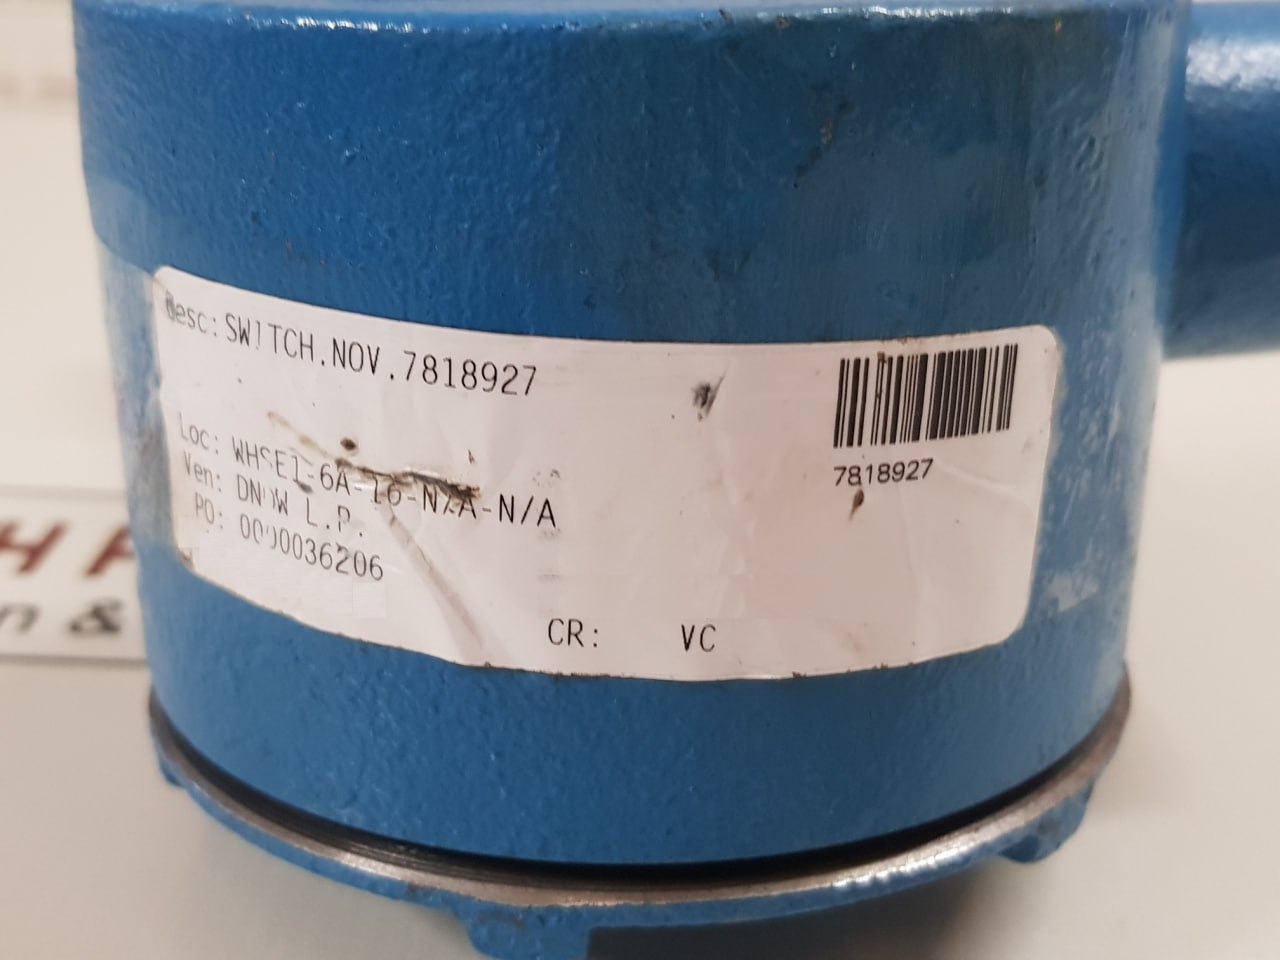 Desc: SWITCH.NOV.7818927
7818927
Loc: WHSE1-6A-16-N/A-N/A
Ven: DNOW L.P.
PO: 0000036206
CR: VC
H
n &